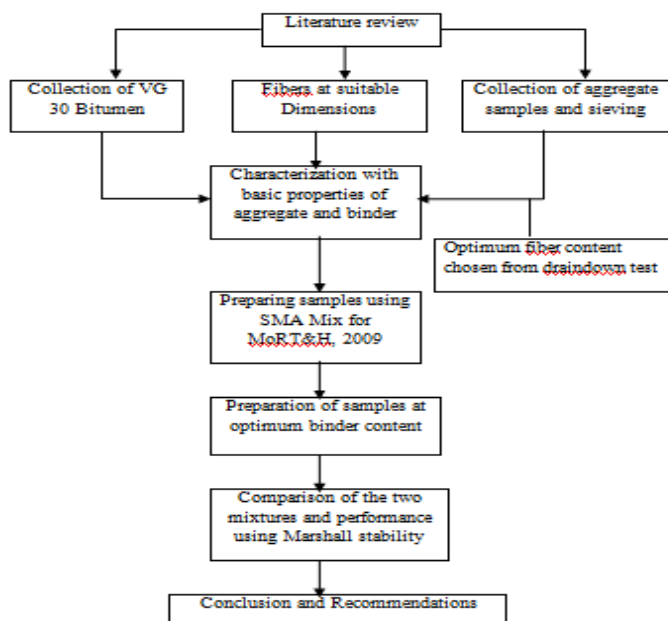 Literature review
Collection of VG
30 Bitumen
Fibers at suitable
Dimensions
Collection of aggregate
samples and sieving
Characterization with
basic properties of
aggregate and binder
Optimum fiber content
chosen from draindown test
Preparing samples using
SMA Mix for
MoRT&H, 2009
Preparation of samples at
optimum binder content
Comparison of the two
mixtures and performance
using Marshall stability
Conclusion and Recommendations